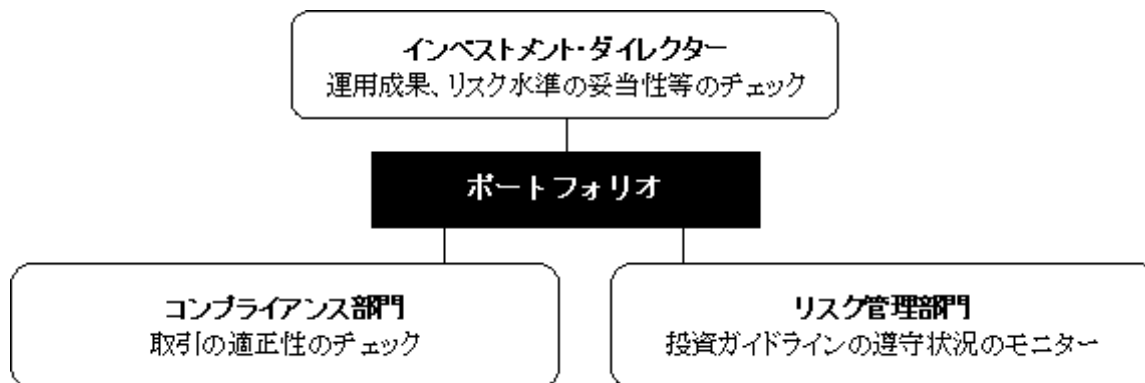 インベストメント・ダイレクター
運用成果、リスク水準の妥当性等のチェック
ポートフォリオ
コンプライアンス部門
取引の適正性のチェック
リスク管理部門
投資ガイドラインの遵守状況のモニター